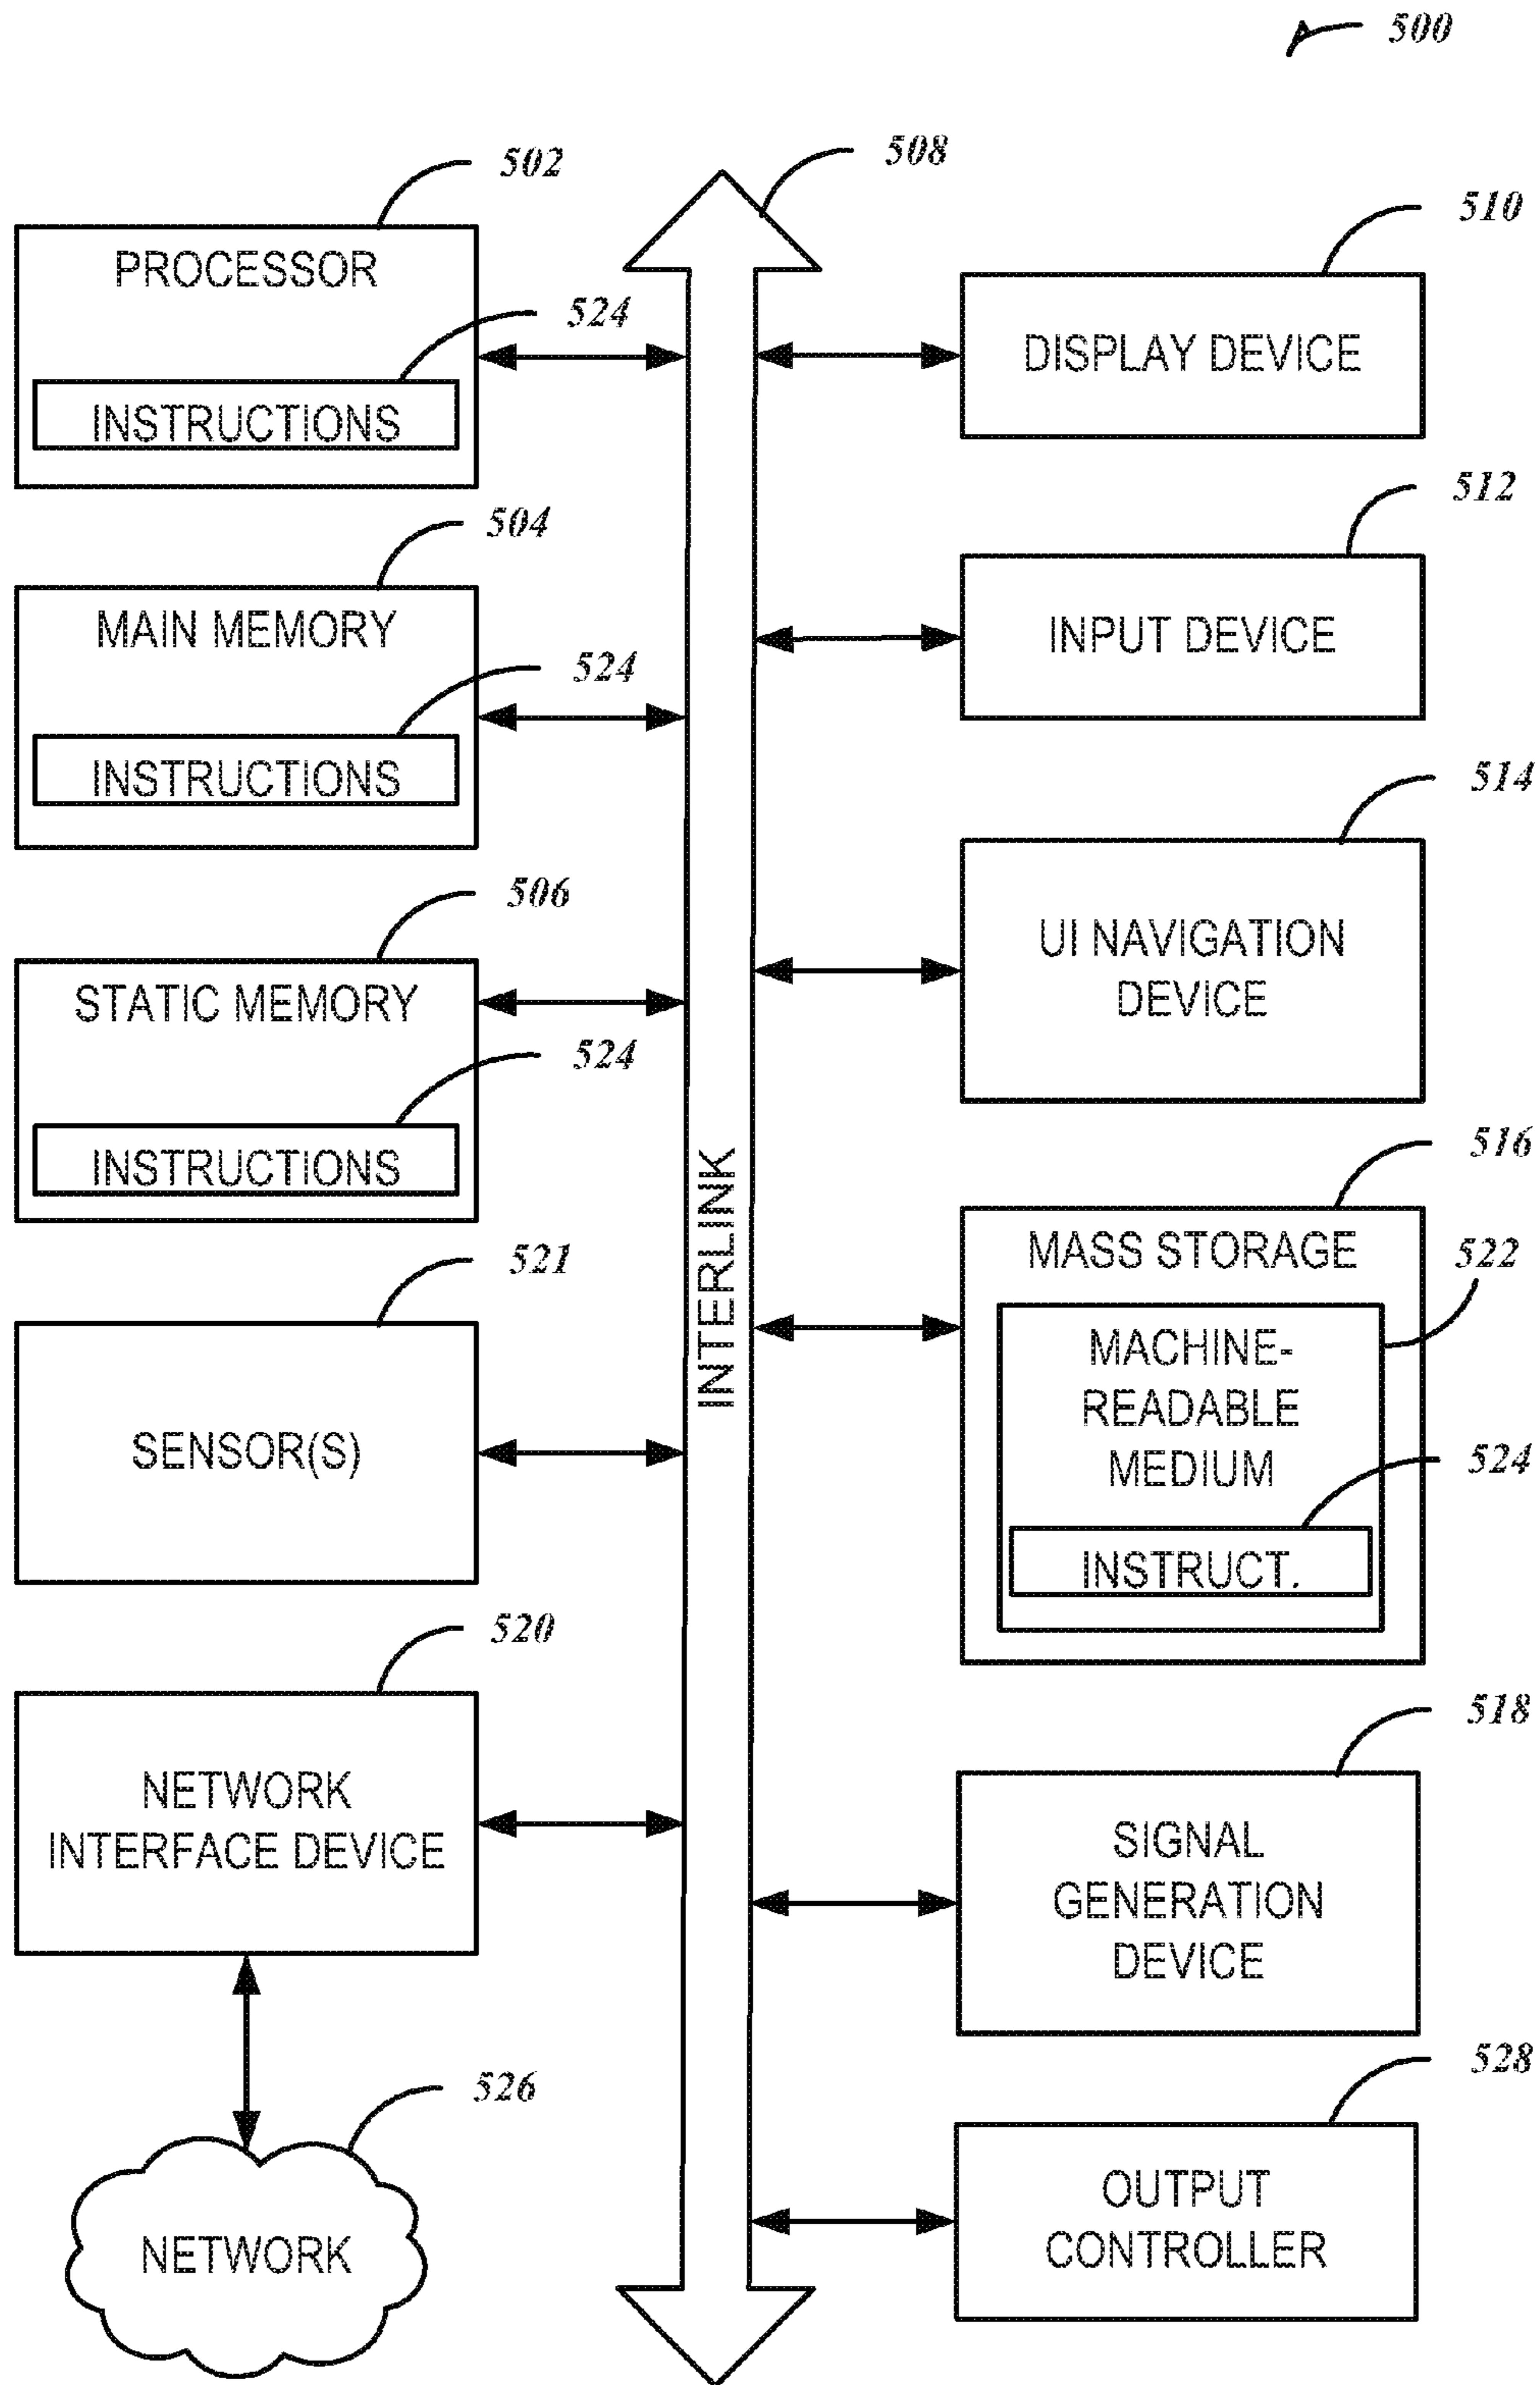 500
502
PROCESSOR
524
INSTRUCTIONS
504
MAIN MEMORY
524
INSTRUCTIONS
506
STATIC MEMORY
524
INSTRUCTIONS
521
SENSOR(S)
520
NETWORK
INTERFACE DEVICE
526
NETWORK
508
INTERLINK
510
DISPLAY DEVICE
512
INPUT DEVICE
514
UI NAVIGATION
DEVICE
516
MASS STORAGE
522
MACHINE-
READABLE
MEDIUM
524
INSTRUCT.
518
SIGNAL
GENERATION
DEVICE
528
OUTPUT
CONTROLLER